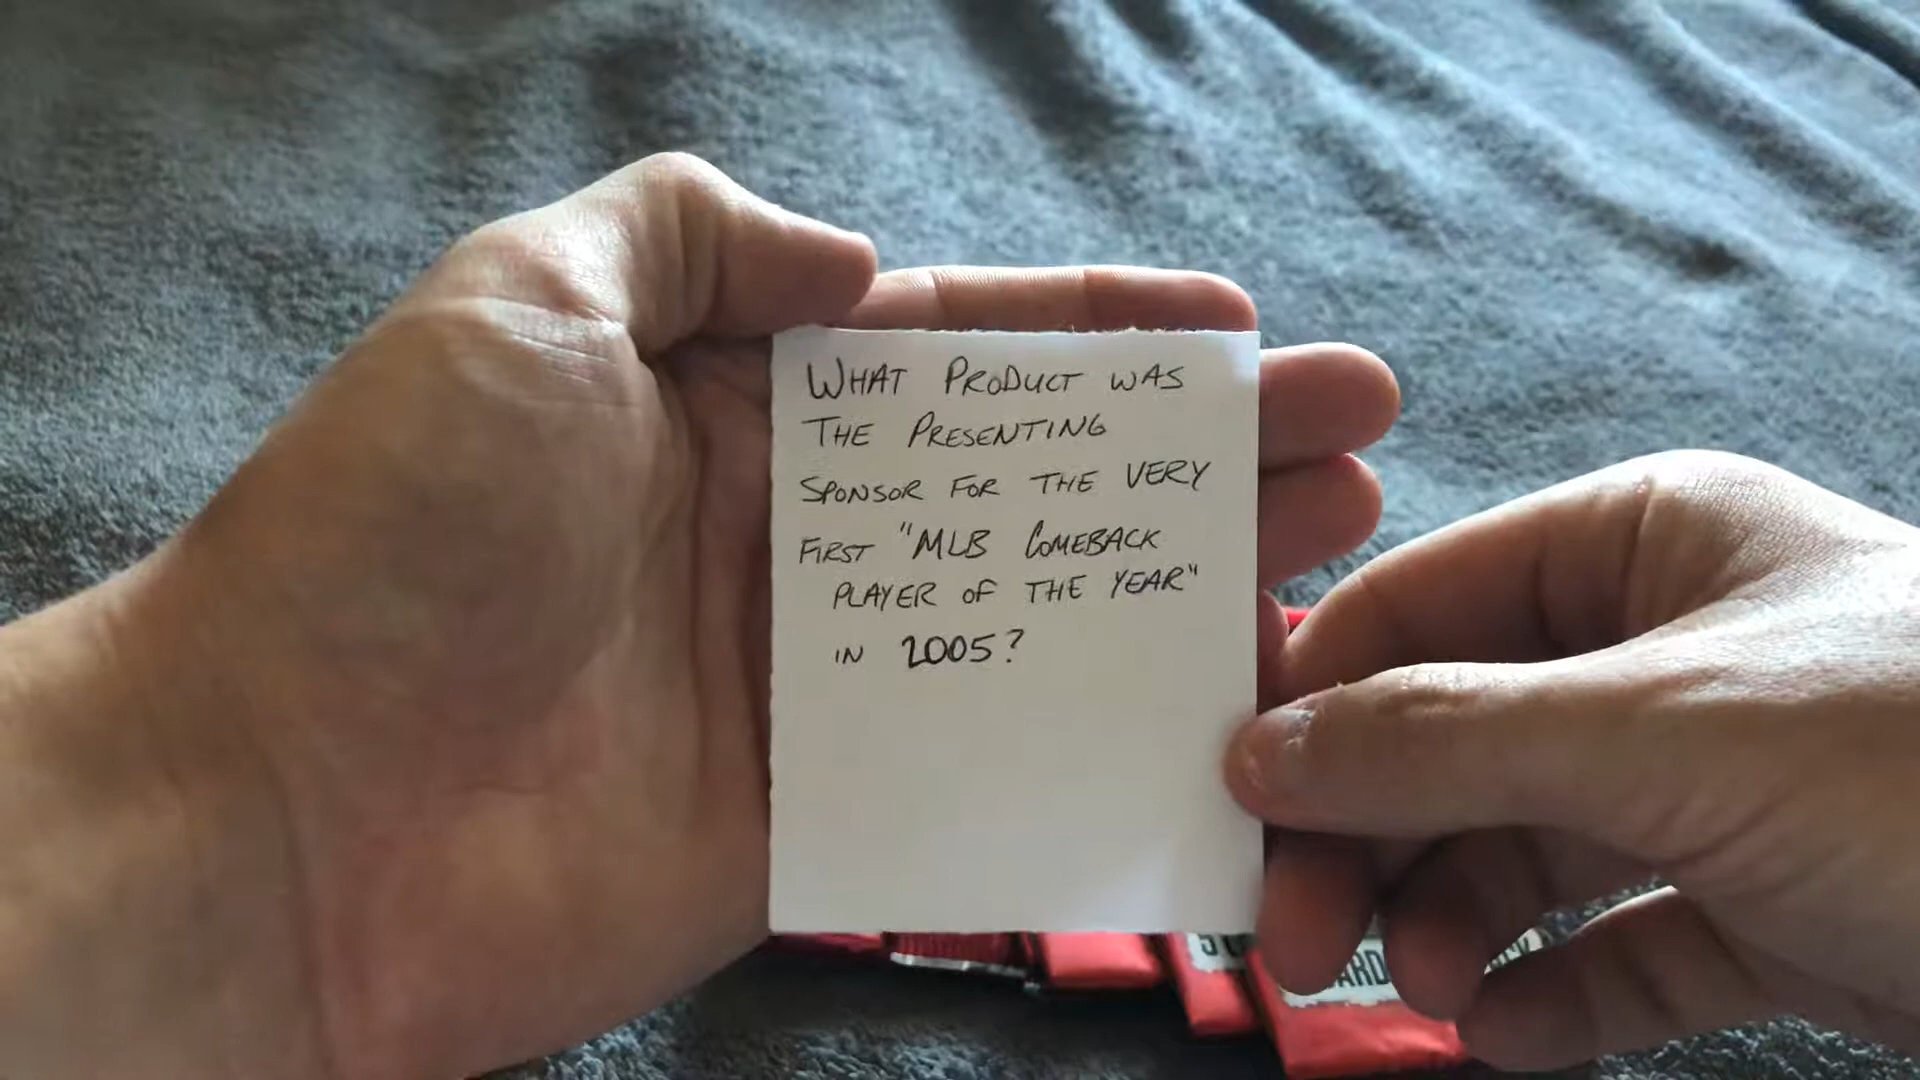 WHAT PRODUCT WAS
THE PRESENTING
SPONSOR FOR THE VERY
FIRST "MLB COMEBACK
PLAYER OF THE YEAR"
IN 2005?